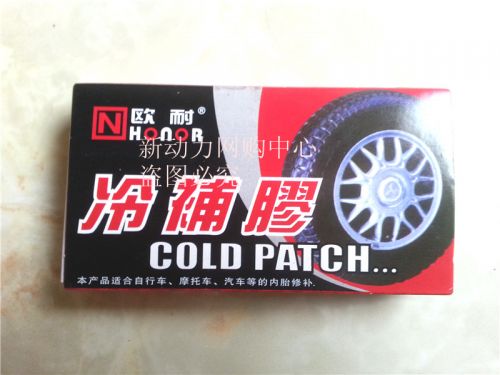 N 欧耐®
HONOR
新动力网购中心
盗图必究
冷補膠
COLD PATCH...
本产品适合自行车、摩托车、汽车等的内胎修补.